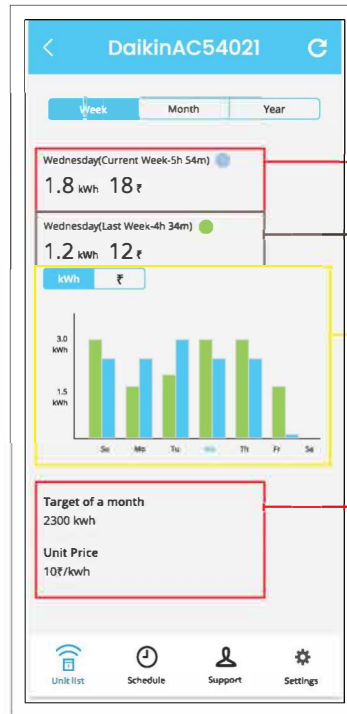 DaikinAC54021
Week Month Year
Wednesday(Current Week-5h 54m)
1.8 kWh 18 ₹
Wednesday(Last Week-4h 34m)
1.2 kWh 12 ₹
kWh ₹
3.0
kWh
1.5
kWh
Su Mo Tu We Th Fr Sa
Target of a month
2300 kwh
Unit Price
10₹/kwh
Unit list Schedule Support Settings